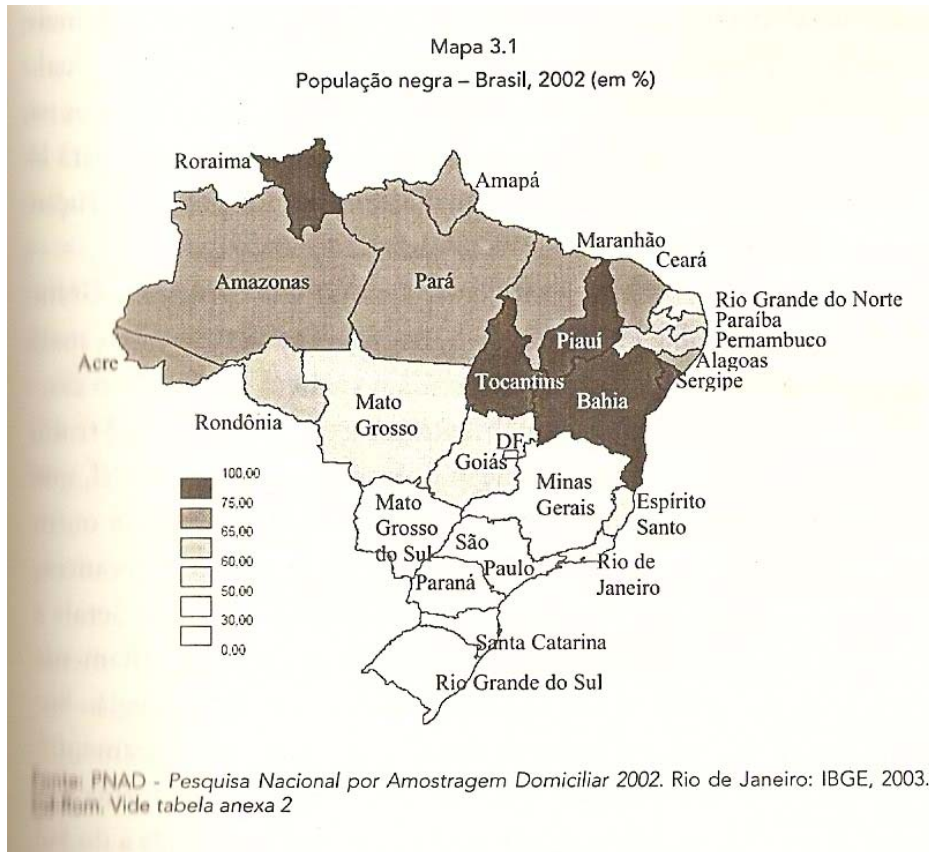 Mapa 3.1
População negra – Brasil, 2002 (em %)
Roraima
Amapá
Maranhão
Ceará
Amazonas
Pará
Rio Grande do Norte
Paraíba
Pernambuco
Piauí
Alagoas
Acre
Tocantins
Sergipe
Bahia
Rondônia
Mato
Grosso
DF
Goiás
Minas
Gerais
Espírito
Santo
Mato
Grosso
do Sul
São
Paulo
Rio de
Janeiro
Paraná
Santa Catarina
Rio Grande do Sul
100,00
75,00
65,00
60,00
50,00
30,00
0,00
Fonte: PNAD - Pesquisa Nacional por Amostragem Domiciliar 2002. Rio de Janeiro: IBGE, 2003.
Vide tabela anexa 2